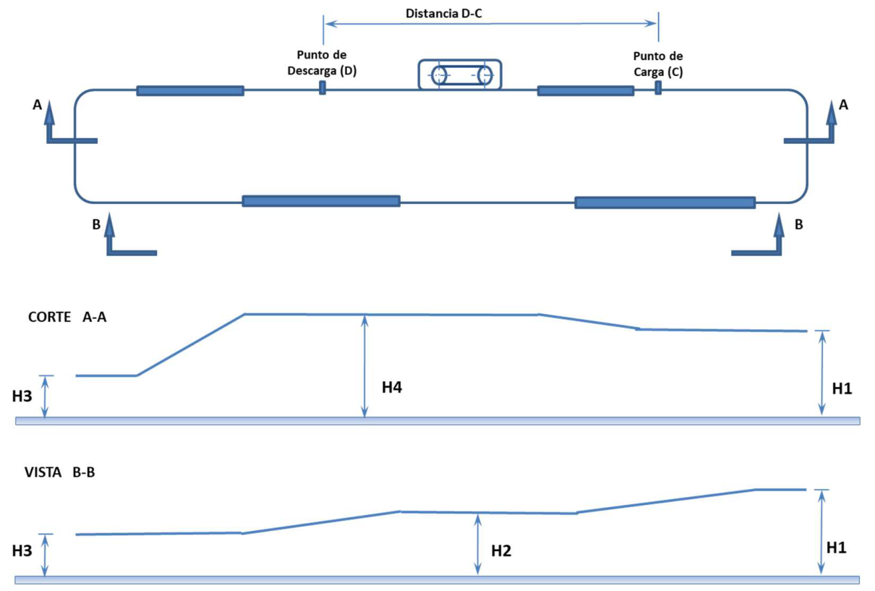 Distancia D-C
Punto de
Descarga (D)
Punto de
Carga (C)
A
A
B
B
CORTE A-A
H3
H4
H1
VISTA B-B
H3
H2
H1